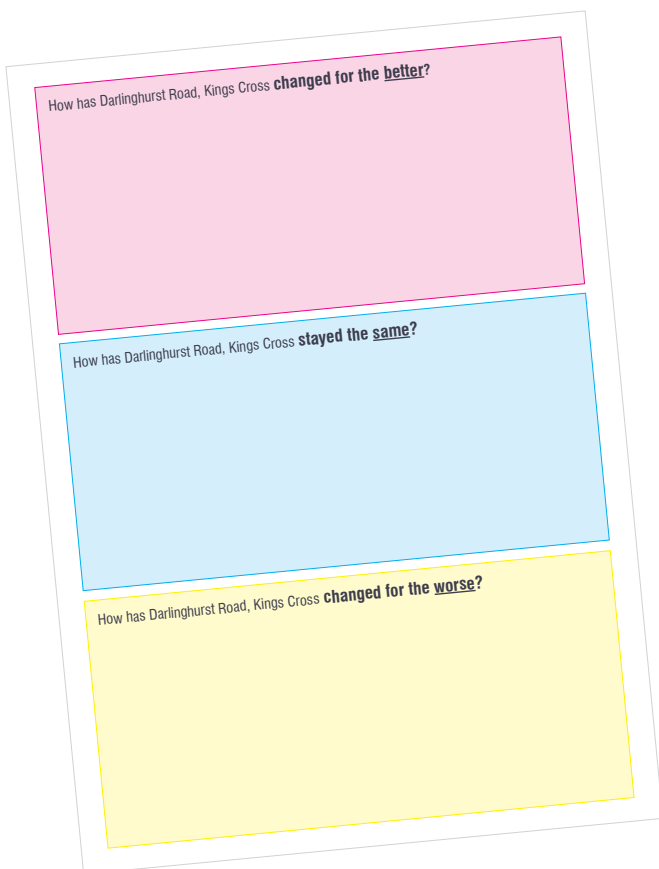 How has Darlinghurst Road, Kings Cross changed for the better?
How has Darlinghurst Road, Kings Cross stayed the same?
How has Darlinghurst Road, Kings Cross changed for the worse?